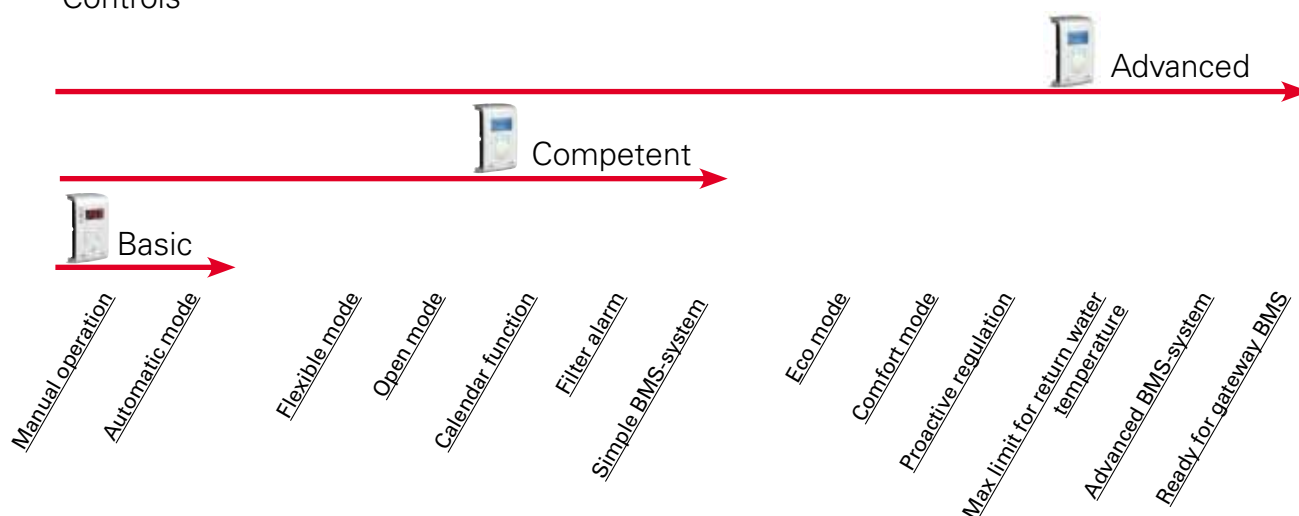 Controls
Advanced
Competent
Basic
Manual operation
Automatic mode
Flexible mode
Open mode
Calendar function
Filter alarm
Simple BMS-system
Eco mode
Comfort mode
Proactive regulation
Max limit for return water
temperature
Advanced BMS-system
Ready for gateway BMS